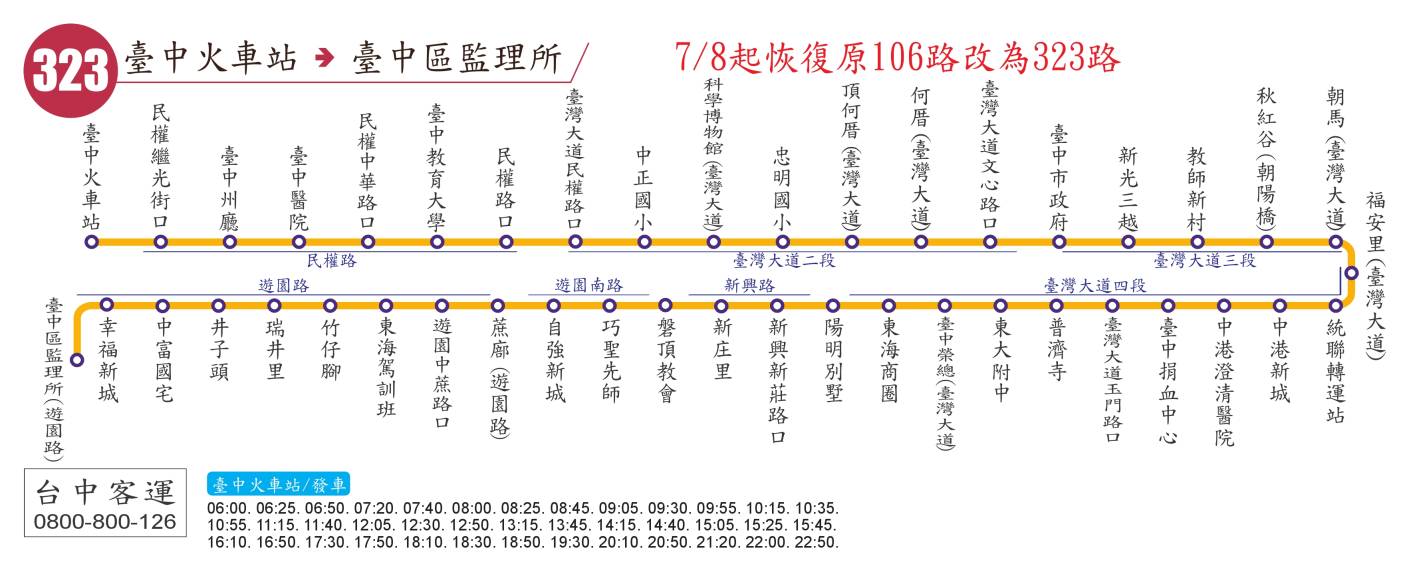 323
臺中火車站 → 臺中區監理所
7/8起恢復原106路改為323路
臺中火車站
民權繼光街口
臺中州廳
臺中醫院
民權中華路口
臺中教育大學
民權路口
臺灣大道民權路口
中正國小
科學博物館(臺灣大道)
忠明國小
頂何厝(臺灣大道)
何厝(臺灣大道)
臺灣大道文心路口
臺中市政府
新光三越
教師新村
秋紅谷(朝陽橋)
朝馬(臺灣大道)
福安里(臺灣大道)
民權路
臺灣大道二段
臺灣大道三段
遊園路
遊園南路
新興路
臺灣大道四段
臺中區監理所(遊園路)
幸福新城
中富國宅
井子頭
瑞井里
竹仔腳
東海駕訓班
遊園中蔗路口
蔗廍(遊園路)
自強新城
巧聖先師
磐頂教會
新庄里
新興新莊路口
陽明別墅
東海商圈
臺中榮總(臺灣大道)
東大附中
普濟寺
臺灣大道玉門路口
臺中捐血中心
中港澄清醫院
中港新城
統聯轉運站
台中客運
0800-800-126
臺中火車站/發車
06:00. 06:25. 06:50. 07:20. 07:40. 08:00. 08:25. 08:45. 09:05. 09:30. 09:55. 10:15. 10:35.
10:55. 11:15. 11:40. 12:05. 12:30. 12:50. 13:15. 13:45. 14:15. 14:40. 15:05. 15:25. 15:45.
16:10. 16:50. 17:30. 17:50. 18:10. 18:30. 18:50. 19:30. 20:10. 20:50. 21:20. 22:00. 22:50.